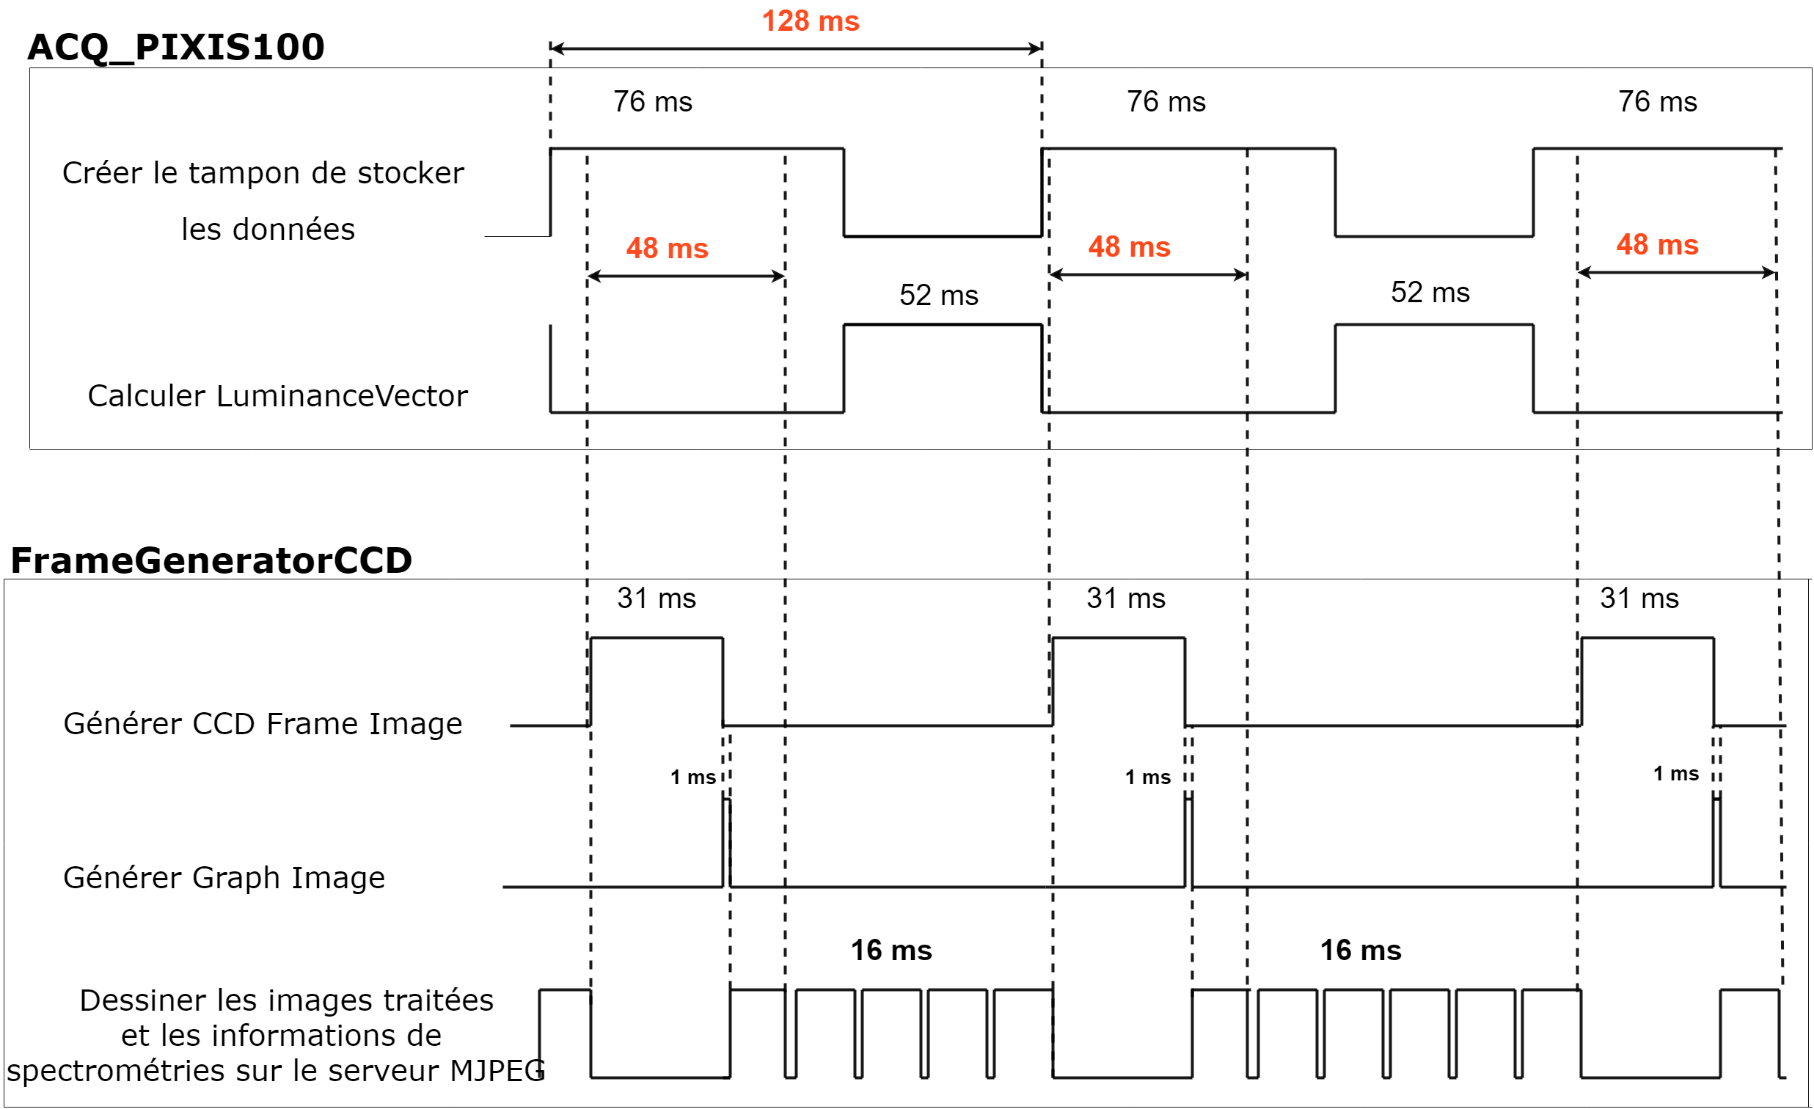 128 ms
ACQ_PIXIS100
76 ms
76 ms
76 ms
Créer le tampon de stocker
les données
48 ms
48 ms
48 ms
52 ms
52 ms
Calculer LuminanceVector
FrameGeneratorCCD
31 ms
31 ms
31 ms
Générer CCD Frame Image
1 ms
1 ms
1 ms
Générer Graph Image
16 ms
16 ms
Dessiner les images traitées
et les informations de
spectrométries sur le serveur MJPEG